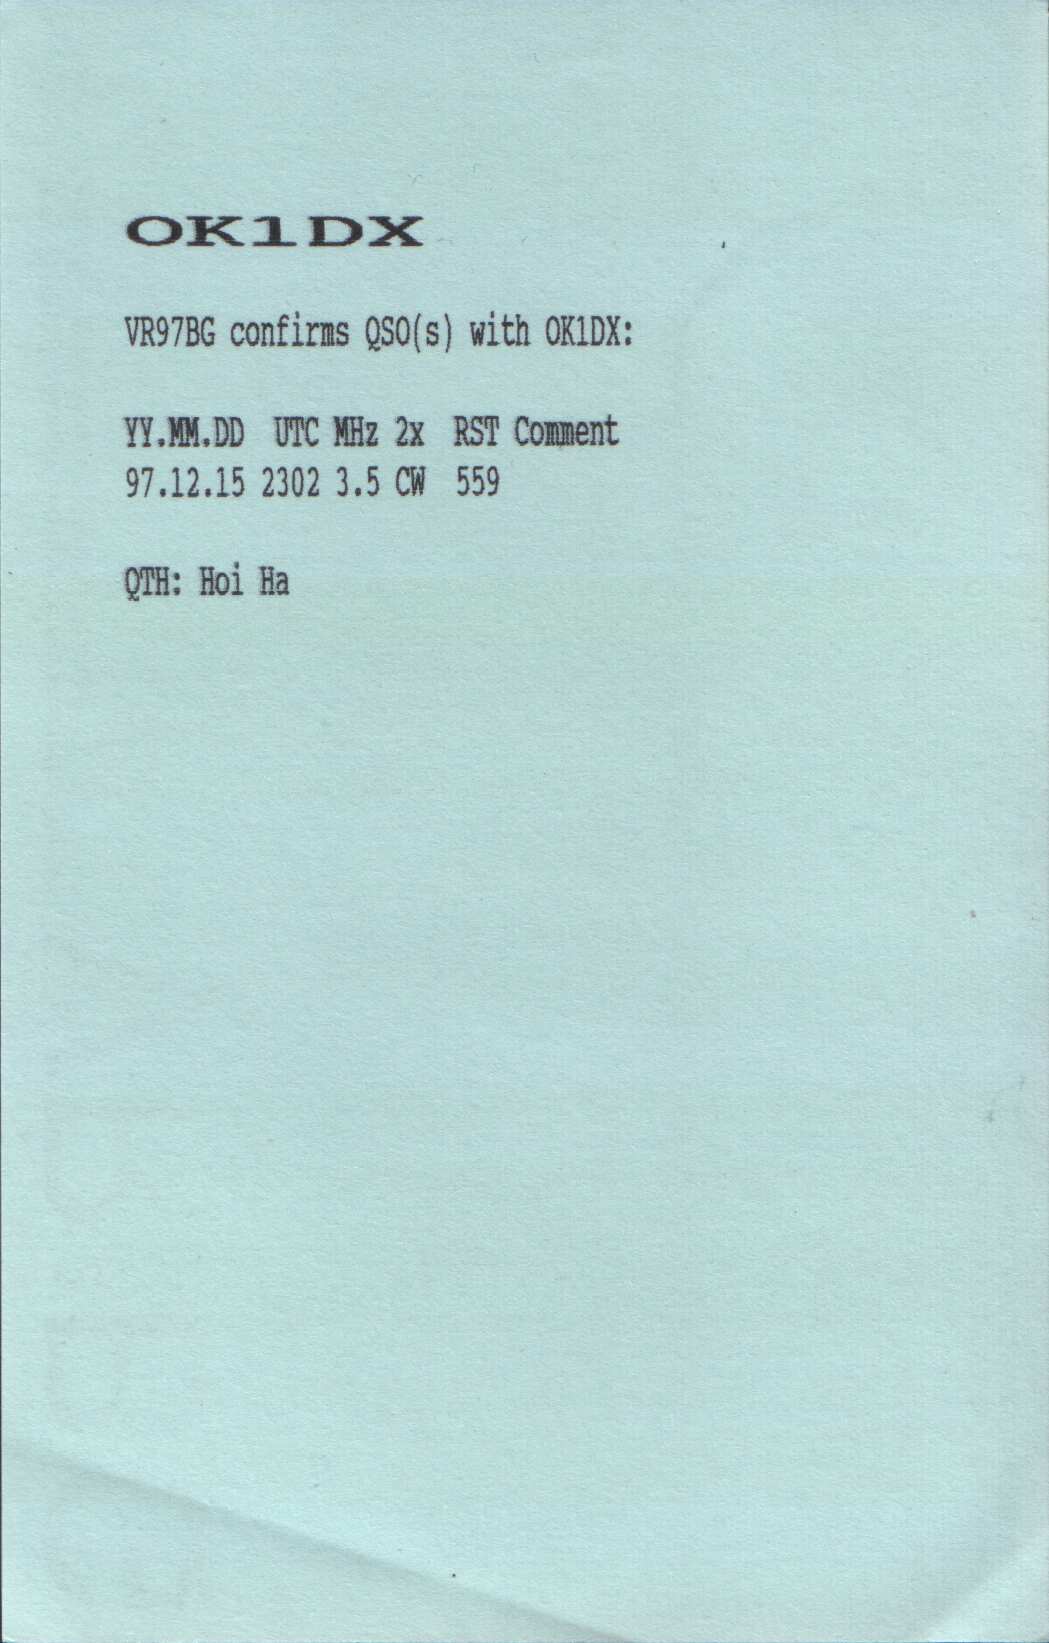 OK1DX
VR97BG confirms QSO(s) with OK1DX:
YY.MM.DD UTC MHz 2x RST Comment
97.12.15 2302 3.5 CW 559
QTH: Hoi Ha